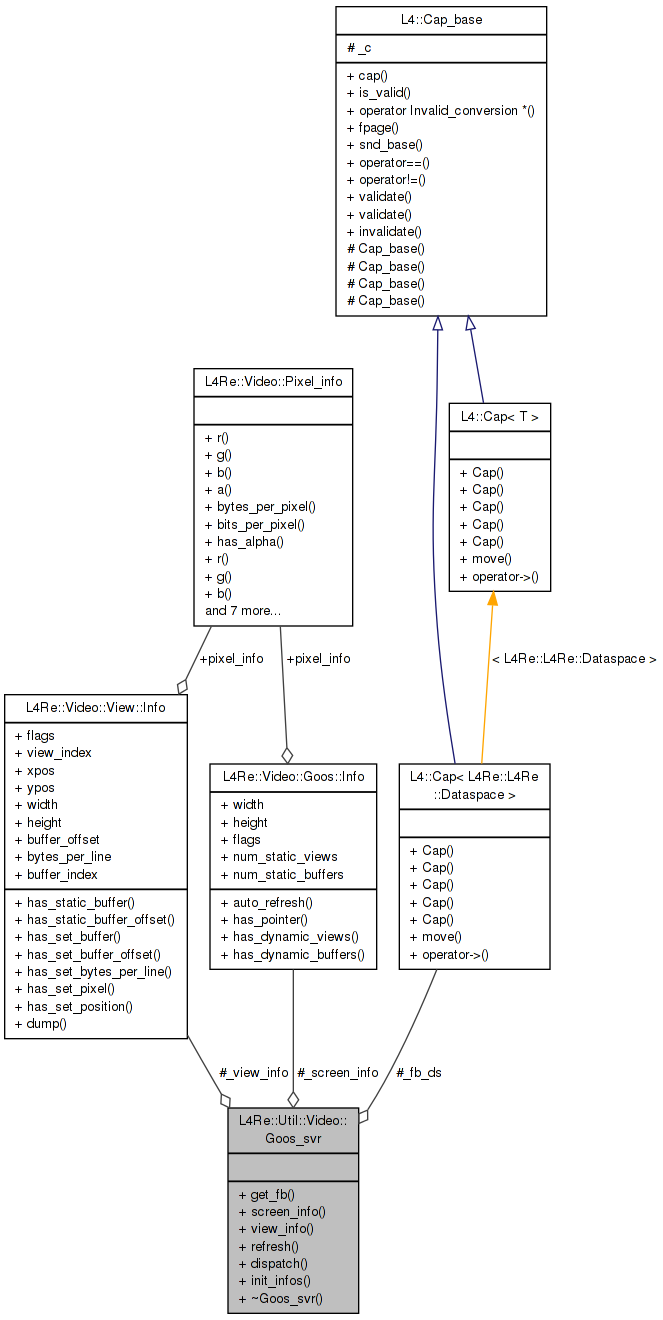 L4::Cap_base
# _c
+ cap()
+ is_valid()
+ operator Invalid_conversion *()
+ fpage()
+ snd_base()
+ operator==()
+ operator!=()
+ validate()
+ validate()
+ invalidate()
# Cap_base()
# Cap_base()
# Cap_base()
# Cap_base()
L4Re::Video::Pixel_info
+ r()
+ g()
+ b()
+ a()
+ bytes_per_pixel()
+ bits_per_pixel()
+ has_alpha()
+ r()
+ g()
+ b()
and 7 more...
L4::Cap< T >
+ Cap()
+ Cap()
+ Cap()
+ Cap()
+ Cap()
+ move()
+ operator->()
+pixel_info
+pixel_info
< L4Re::L4Re::Dataspace >
L4Re::Video::View::Info
+ flags
+ view_index
+ xpos
+ ypos
+ width
+ height
+ buffer_offset
+ bytes_per_line
+ buffer_index
+ has_static_buffer()
+ has_static_buffer_offset()
+ has_set_buffer()
+ has_set_buffer_offset()
+ has_set_bytes_per_line()
+ has_set_pixel()
+ has_set_position()
+ dump()
L4Re::Video::Goos::Info
+ width
+ height
+ flags
+ num_static_views
+ num_static_buffers
+ auto_refresh()
+ has_pointer()
+ has_dynamic_views()
+ has_dynamic_buffers()
L4::Cap< L4Re::L4Re
::Dataspace >
+ Cap()
+ Cap()
+ Cap()
+ Cap()
+ Cap()
+ move()
+ operator->()
#_view_info
#_screen_info
#_fb_ds
L4Re::Util::Video::
Goos_svr
+ get_fb()
+ screen_info()
+ view_info()
+ refresh()
+ dispatch()
+ init_infos()
+ ~Goos_svr()